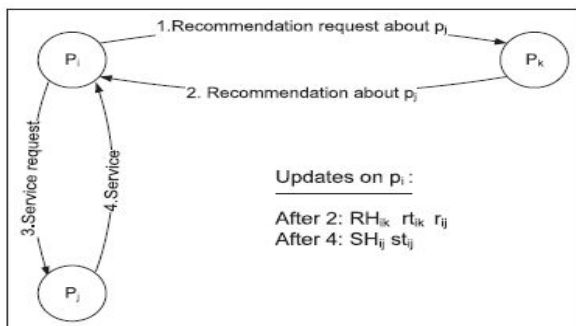 1.Recommendation request about pⱼ
Pᵢ
Pₖ
2. Recommendation about pⱼ
3.Service request
4.Service
Updates on pᵢ :
After 2: RHᵢₖ rtᵢₖ rᵢⱼ
After 4: SHᵢⱼ stᵢⱼ
Pⱼ